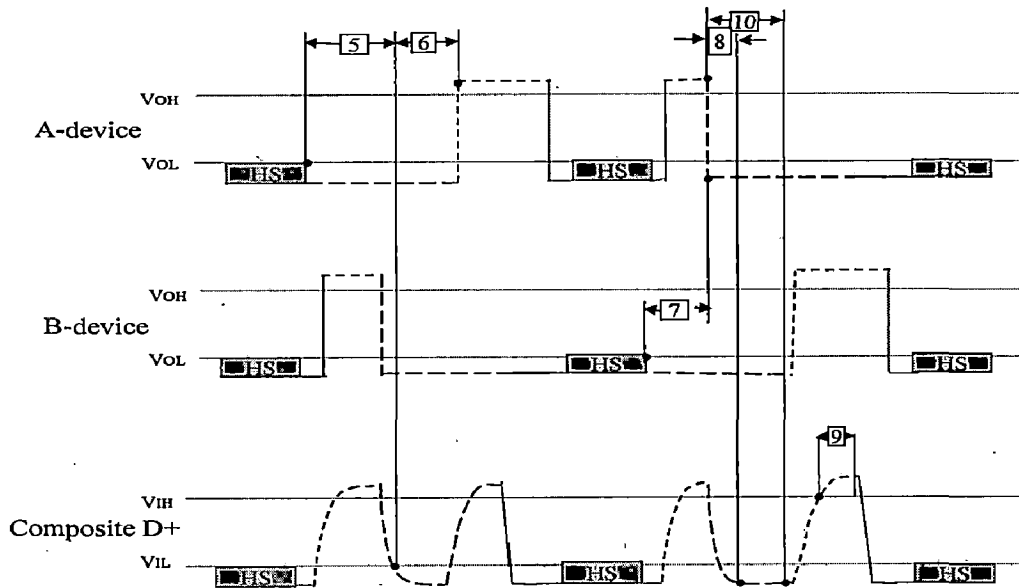 10
5 6 8
VOH
A-device
VOL
HS HS HS
VOH
7
B-device
VOL
HS HS HS
9
VIH
Composite D+
VIL
HS HS HS